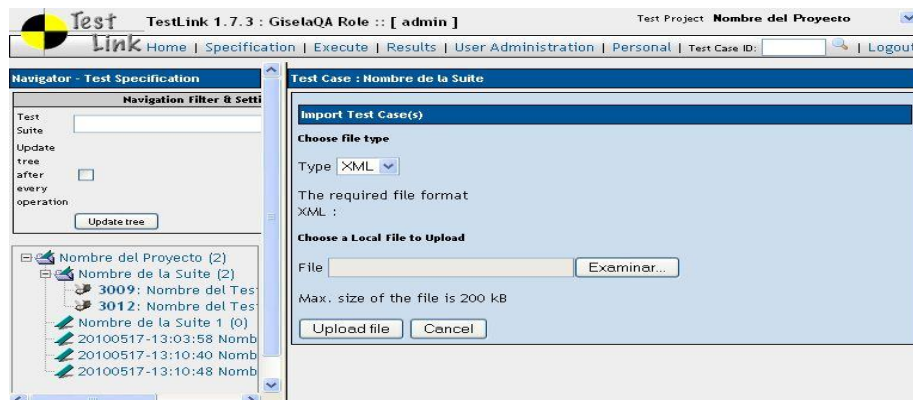 Test Link
TestLink 1.7.3 : GiselaQA Role :: [ admin ]
Test Project Nombre del Proyecto
Home | Specification | Execute | Results | User Administration | Personal | Test Case ID: | Logout
Navigator - Test Specification
Navigation Filter & Setti
Test
Suite
Update
tree
after
every
operation
Update tree
Nombre del Proyecto (2)
Nombre de la Suite (2)
3009: Nombre del Tes
3012: Nombre del Tes
Nombre de la Suite 1 (0)
20100517-13:03:58 Nomb
20100517-13:10:40 Nomb
20100517-13:10:48 Nomb
Test Case : Nombre de la Suite
Import Test Case(s)
Choose file type
Type XML
The required file format
XML :
Choose a Local File to Upload
File Examinar...
Max. size of the file is 200 kB
Upload file Cancel